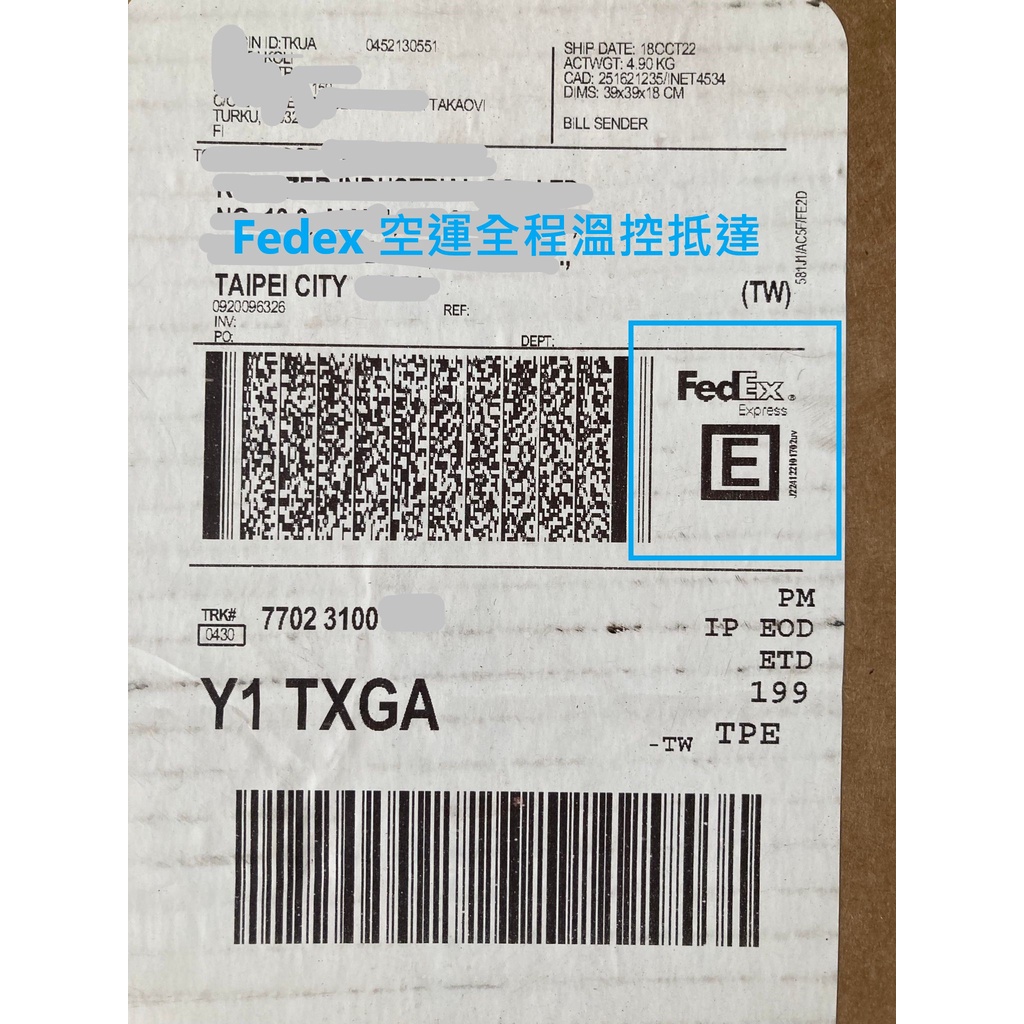 IN ID:TKUA 0452130551
TAKAOVI
TURKU,
FI
SHIP DATE: 18OCT22
ACTWGT: 4.90 KG
CAD: 251621235/INET4534
DIMS: 39x39x18 CM
BILL SENDER
Fedex 空運全程溫控抵達
TAIPEI CITY
(TW)
0920096326
REF:
INV:
PO:
DEPT:
581J1/AC5F/FE2D
FedEx®
Express
E
J224122101702uv
TRK# 7702 3100
0430
PM
IP EOD
ETD
199
Y1 TXGA
-TW TPE